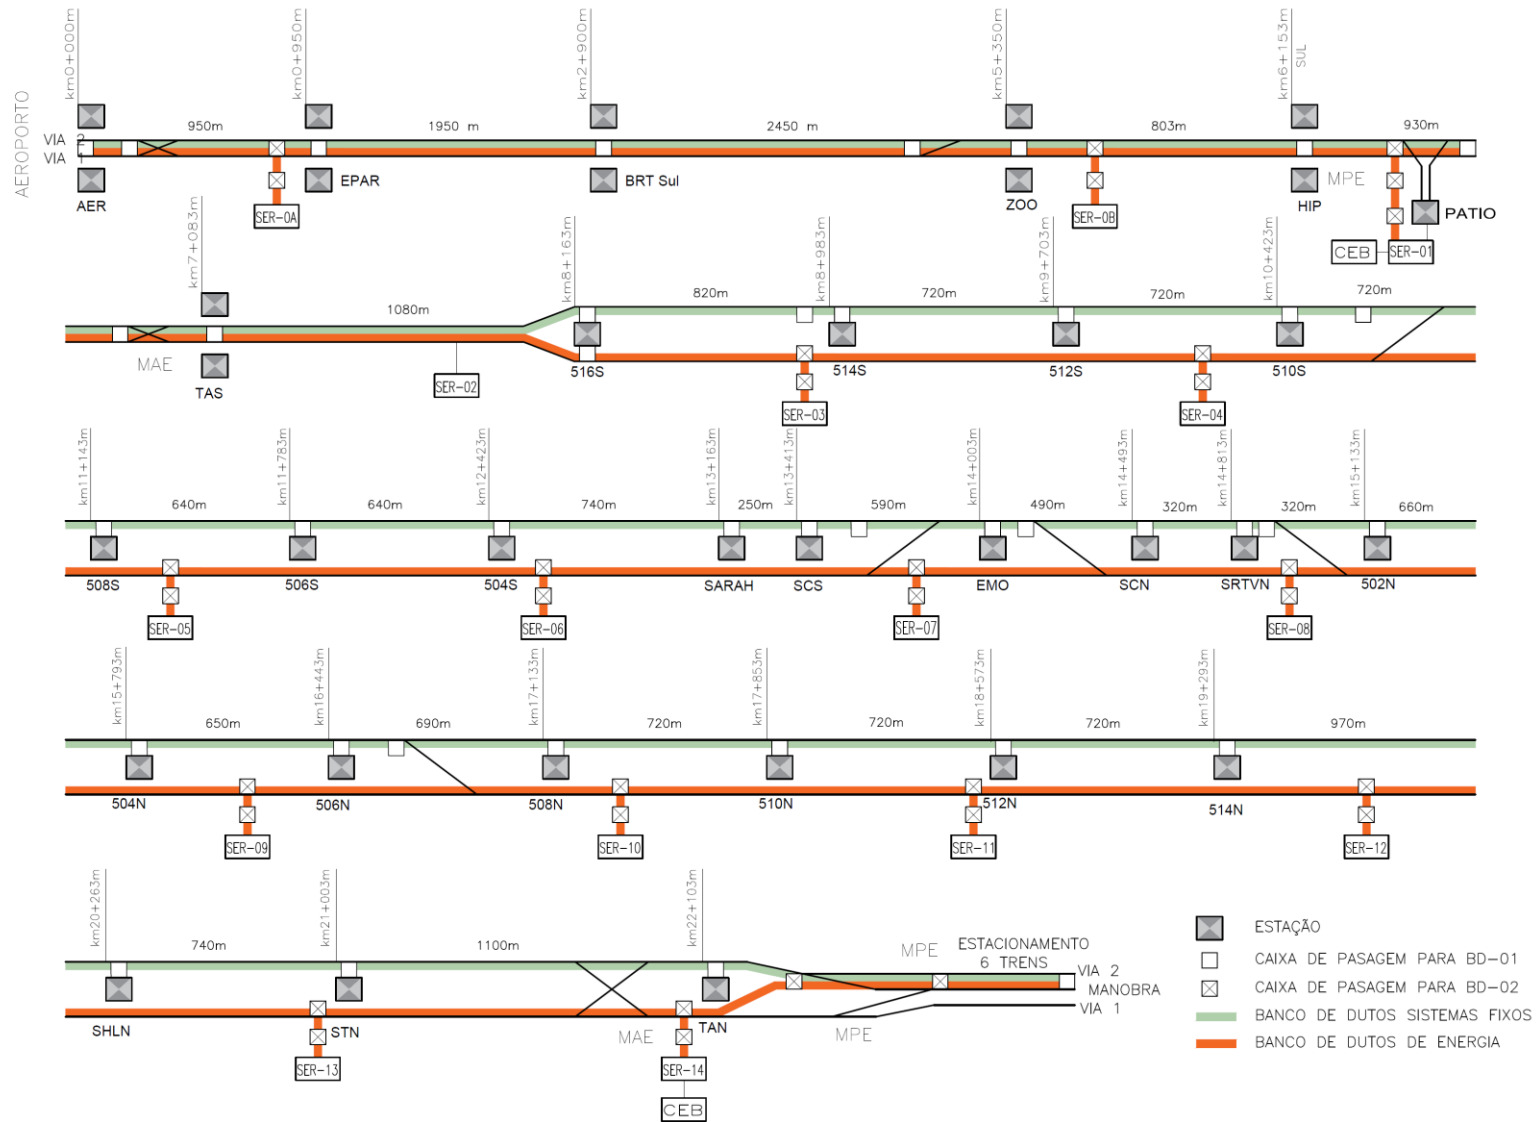 km0+000m
km0+950m
km2+900m
km5+350m
km6+153m
SUL
AEROPORTO
950m
1950 m
2450 m
803m
930m
VIA 2
VIA 1
AER
EPAR
BRT Sul
ZOO
HIP
MPE
PATIO
SER-0A
SER-0B
CEB
SER-01
km7+083m
km8+163m
km8+983m
km9+703m
km10+423m
1080m
820m
720m
720m
720m
MAE
TAS
SER-02
516S
514S
512S
510S
SER-03
SER-04
km11+143m
km11+783m
km12+423m
km13+163m
km13+413m
km14+003m
km14+493m
km14+813m
km15+133m
640m
640m
740m
250m
590m
490m
320m
320m
660m
508S
506S
504S
SARAH
SCS
EMO
SCN
SRTVN
502N
SER-05
SER-06
SER-07
SER-08
km15+793m
km16+443m
km17+133m
km17+853m
km18+573m
km19+293m
650m
690m
720m
720m
720m
970m
504N
506N
508N
510N
512N
514N
SER-09
SER-10
SER-11
SER-12
km20+263m
km21+003m
km22+103m
740m
1100m
MPE
ESTACIONAMENTO
6 TRENS
VIA 2
MANOBRA
VIA 1
SHLN
STN
MAE
TAN
MPE
SER-13
SER-14
CEB
ESTAÇÃO
CAIXA DE PASAGEM PARA BD-01
CAIXA DE PASAGEM PARA BD-02
BANCO DE DUTOS SISTEMAS FIXOS
BANCO DE DUTOS DE ENERGIA